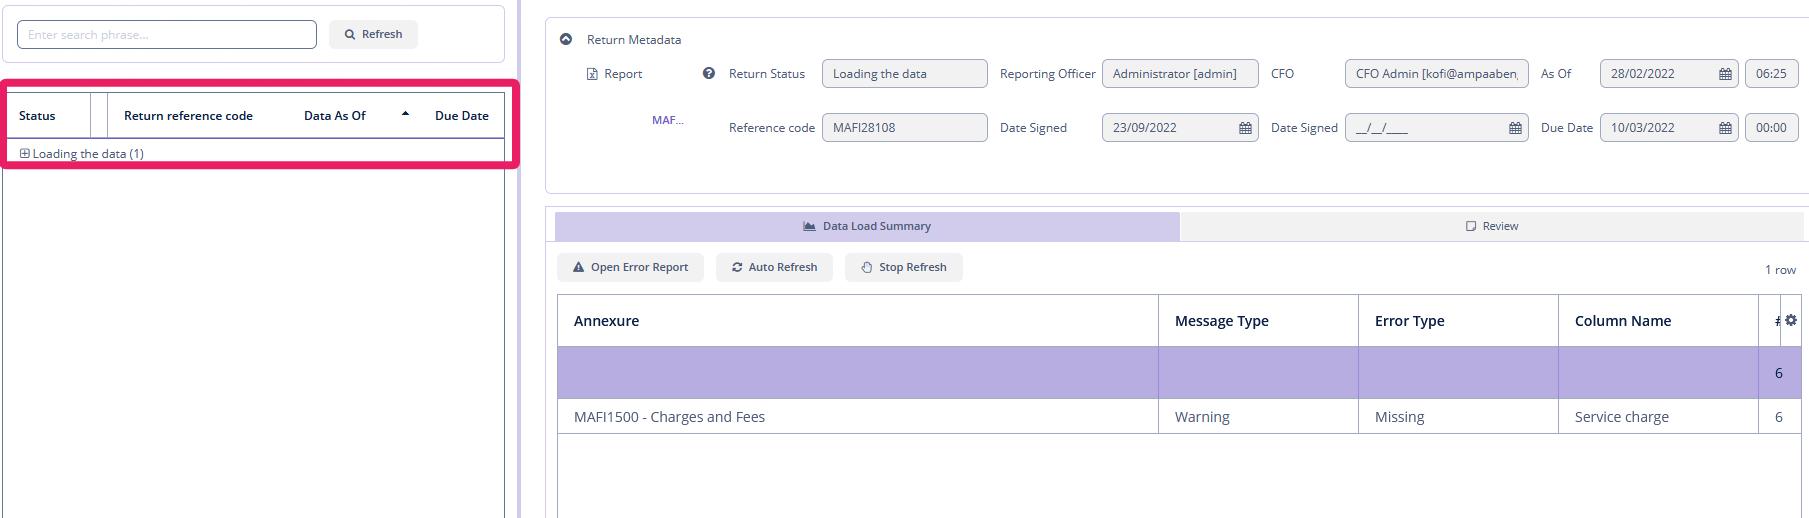 Enter search phrase...
Refresh
Status
Return reference code
Data As Of
Due Date
Loading the data (1)
Return Metadata
Report
Return Status
Loading the data
Reporting Officer
Administrator [admin]
CFO
CFO Admin [kofi@ampaaben,
As Of
28/02/2022
06:25
MAF...
Reference code
MAFI28108
Date Signed
23/09/2022
Date Signed
__/__/____
Due Date
10/03/2022
00:00
Data Load Summary
Review
Open Error Report
Auto Refresh
Stop Refresh
1 row
Annexure
Message Type
Error Type
Column Name
#
6
MAFI1500 - Charges and Fees
Warning
Missing
Service charge
6